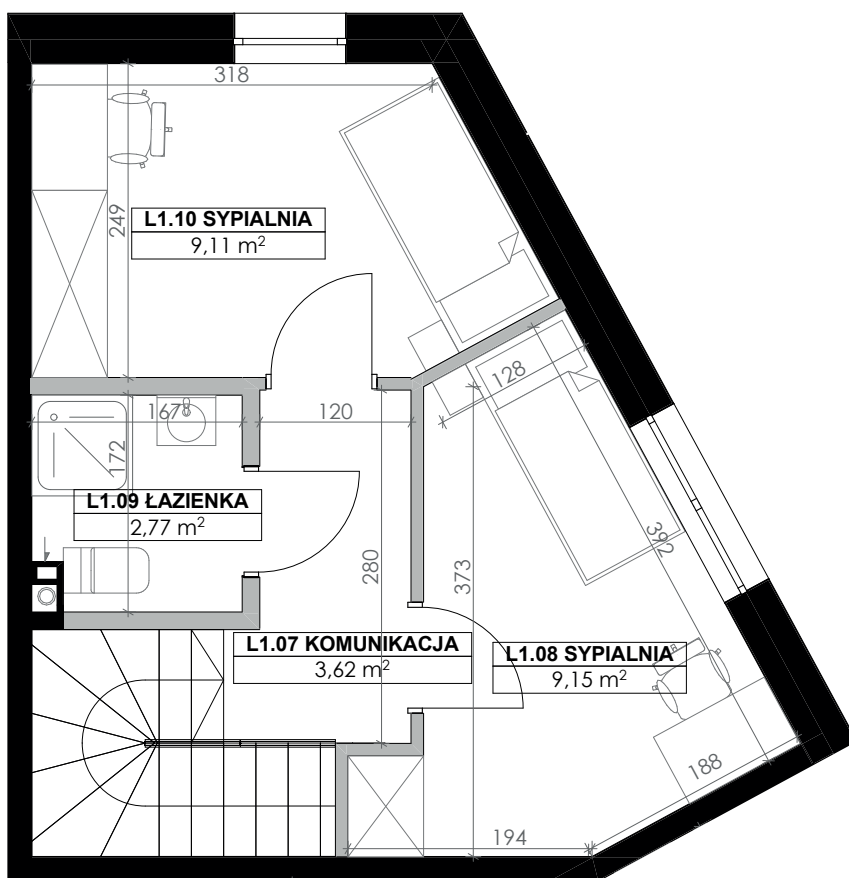 318
249
L1.10 SYPIALNIA
9,11 m²
128
167
120
172
L1.09 ŁAZIENKA
2,77 m²
280
373
392
L1.07 KOMUNIKACJA
3,62 m²
L1.08 SYPIALNIA
9,15 m²
188
194